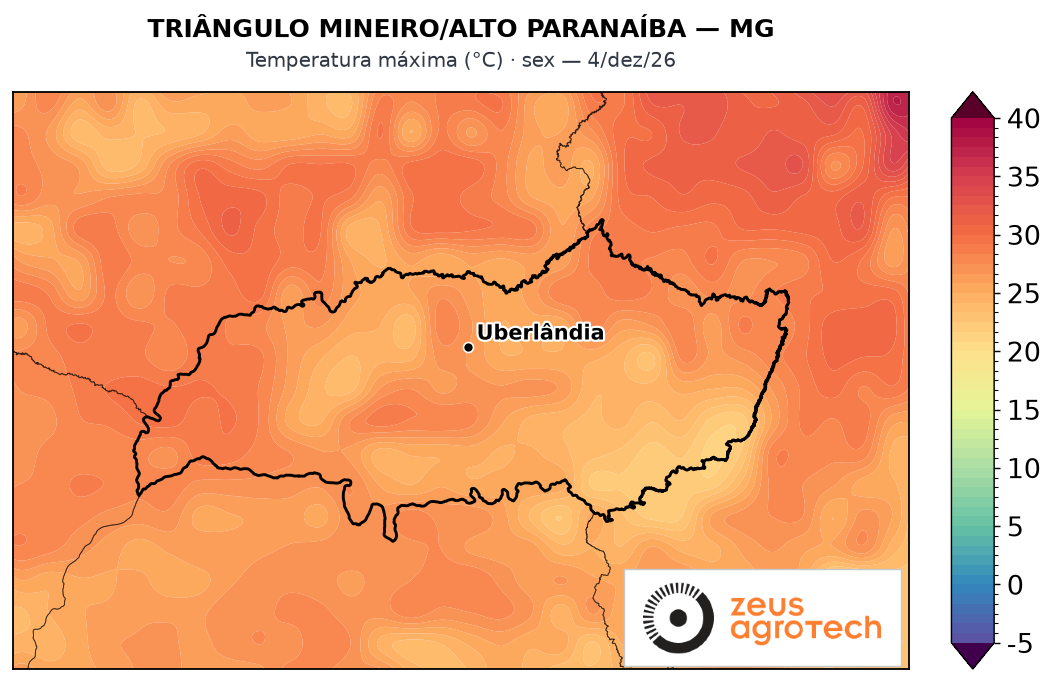 TRIÂNGULO MINEIRO/ALTO PARANAÍBA — MG
Temperatura máxima (°C) · sex — 4/dez/26
Uberlândia
40
35
30
25
20
15
10
5
0
-5
zeus
agrotech